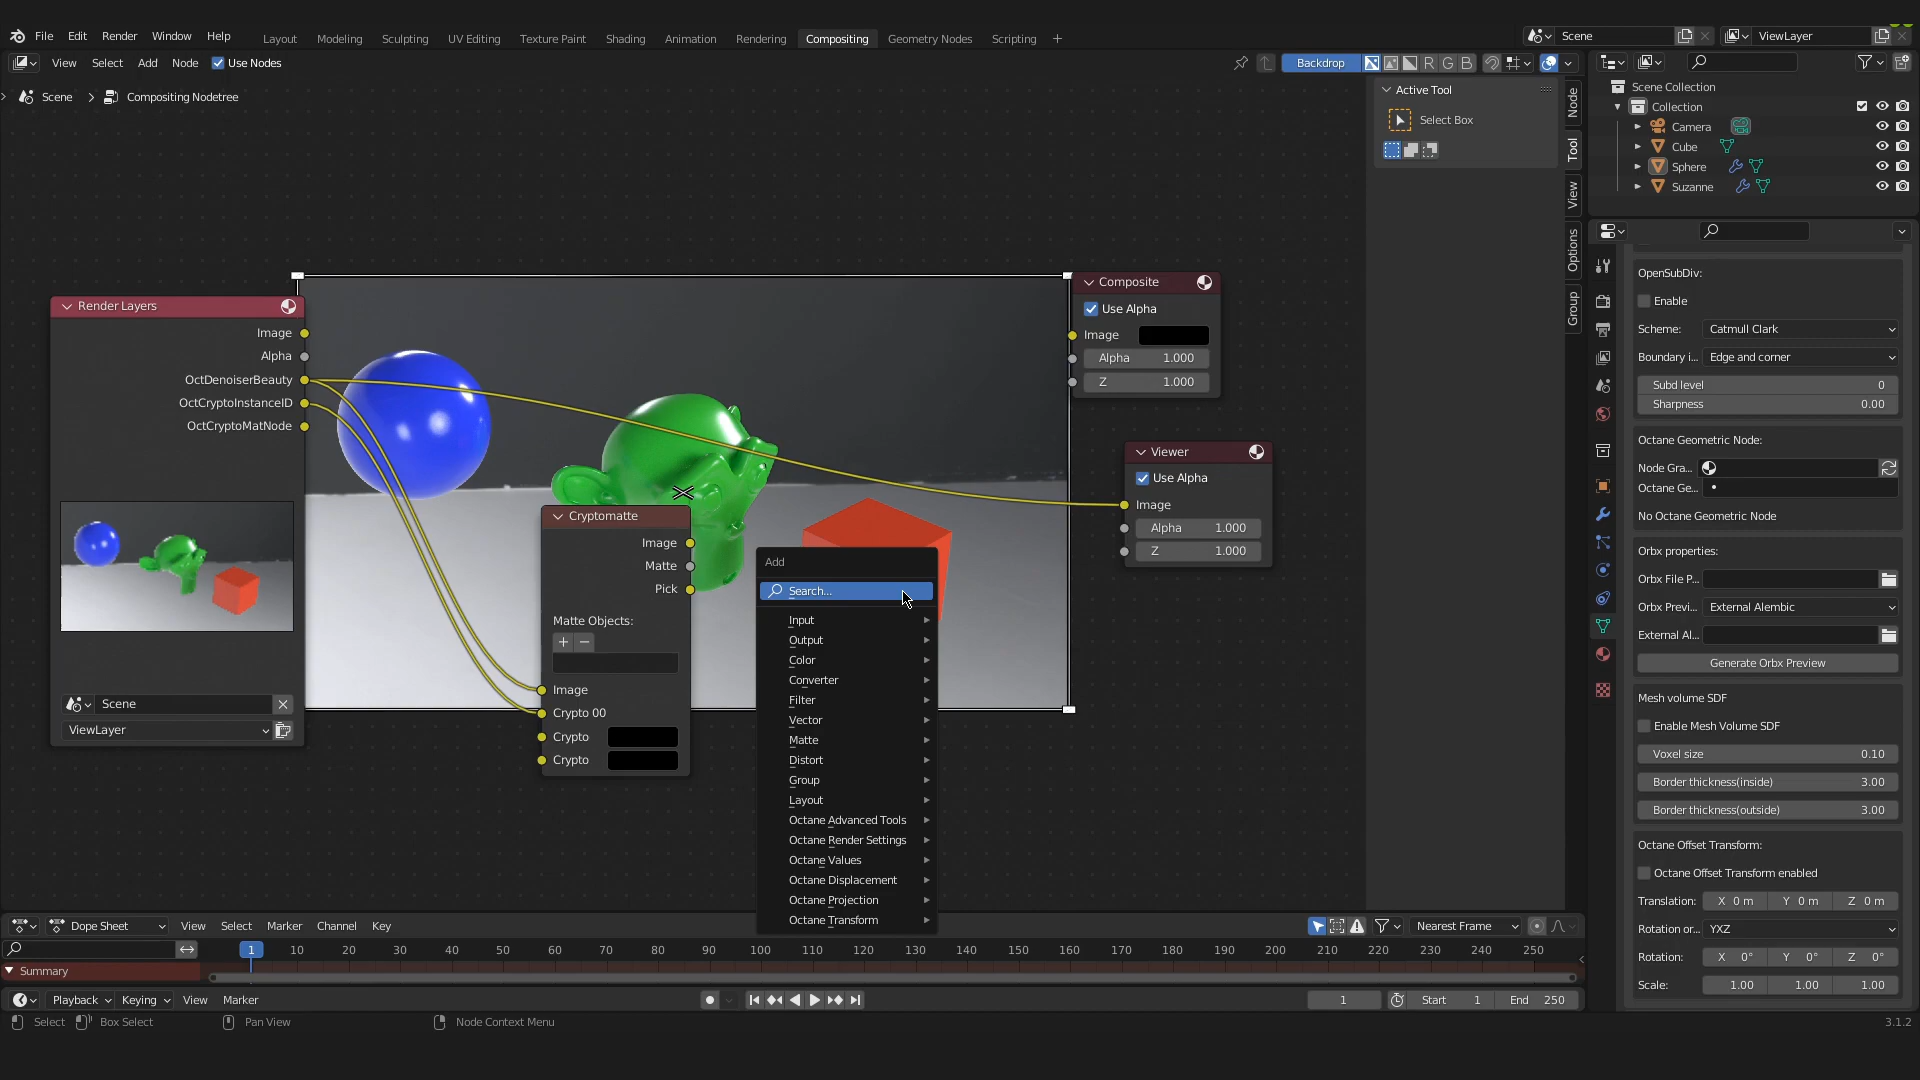 File Edit Render Window Help
Layout Modeling Sculpting UV Editing Texture Paint Shading Animation Rendering Compositing Geometry Nodes Scripting +
Scene
ViewLayer
View Select Add Node Use Nodes
Backdrop
R G B
Scene > Compositing Nodetree
Active Tool
Select Box
Node
Tool
View
Options
Group
Scene Collection
Collection
Camera
Cube
Sphere
Suzanne
Render Layers
Image
Alpha
OctDenoiserBeauty
OctCryptoInstanceID
OctCryptoMatNode
Scene
ViewLayer
Composite
Use Alpha
Image
Alpha 1.000
Z 1.000
Viewer
Use Alpha
Image
Alpha 1.000
Z 1.000
Cryptomatte
Image
Matte
Pick
Matte Objects:
Image
Crypto 00
Crypto
Crypto
Add
Search...
Input
Output
Color
Converter
Filter
Vector
Matte
Distort
Group
Layout
Octane Advanced Tools
Octane Render Settings
Octane Values
Octane Displacement
Octane Projection
Octane Transform
OpenSubDiv:
Enable
Scheme: Catmull Clark
Boundary i... Edge and corner
Subd level 0
Sharpness 0.00
Octane Geometric Node:
Node Gra...
Octane Ge...
No Octane Geometric Node
Orbx properties:
Orbx File P...
Orbx Previ... External Alembic
External Al...
Generate Orbx Preview
Mesh volume SDF
Enable Mesh Volume SDF
Voxel size 0.10
Border thickness(inside) 3.00
Border thickness(outside) 3.00
Octane Offset Transform:
Octane Offset Transform enabled
Translation: X 0 m Y 0 m Z 0 m
Rotation or... YXZ
Rotation: X 0° Y 0° Z 0°
Scale: 1.00 1.00 1.00
Dope Sheet View Select Marker Channel Key
Nearest Frame
1 10 20 30 40 50 60 70 80 90 100 110 120 130 140 150 160 170 180 190 200 210 220 230 240 250
Summary
Playback Keying View Marker
1 Start 1 End 250
Select Box Select Pan View Node Context Menu
3.1.2